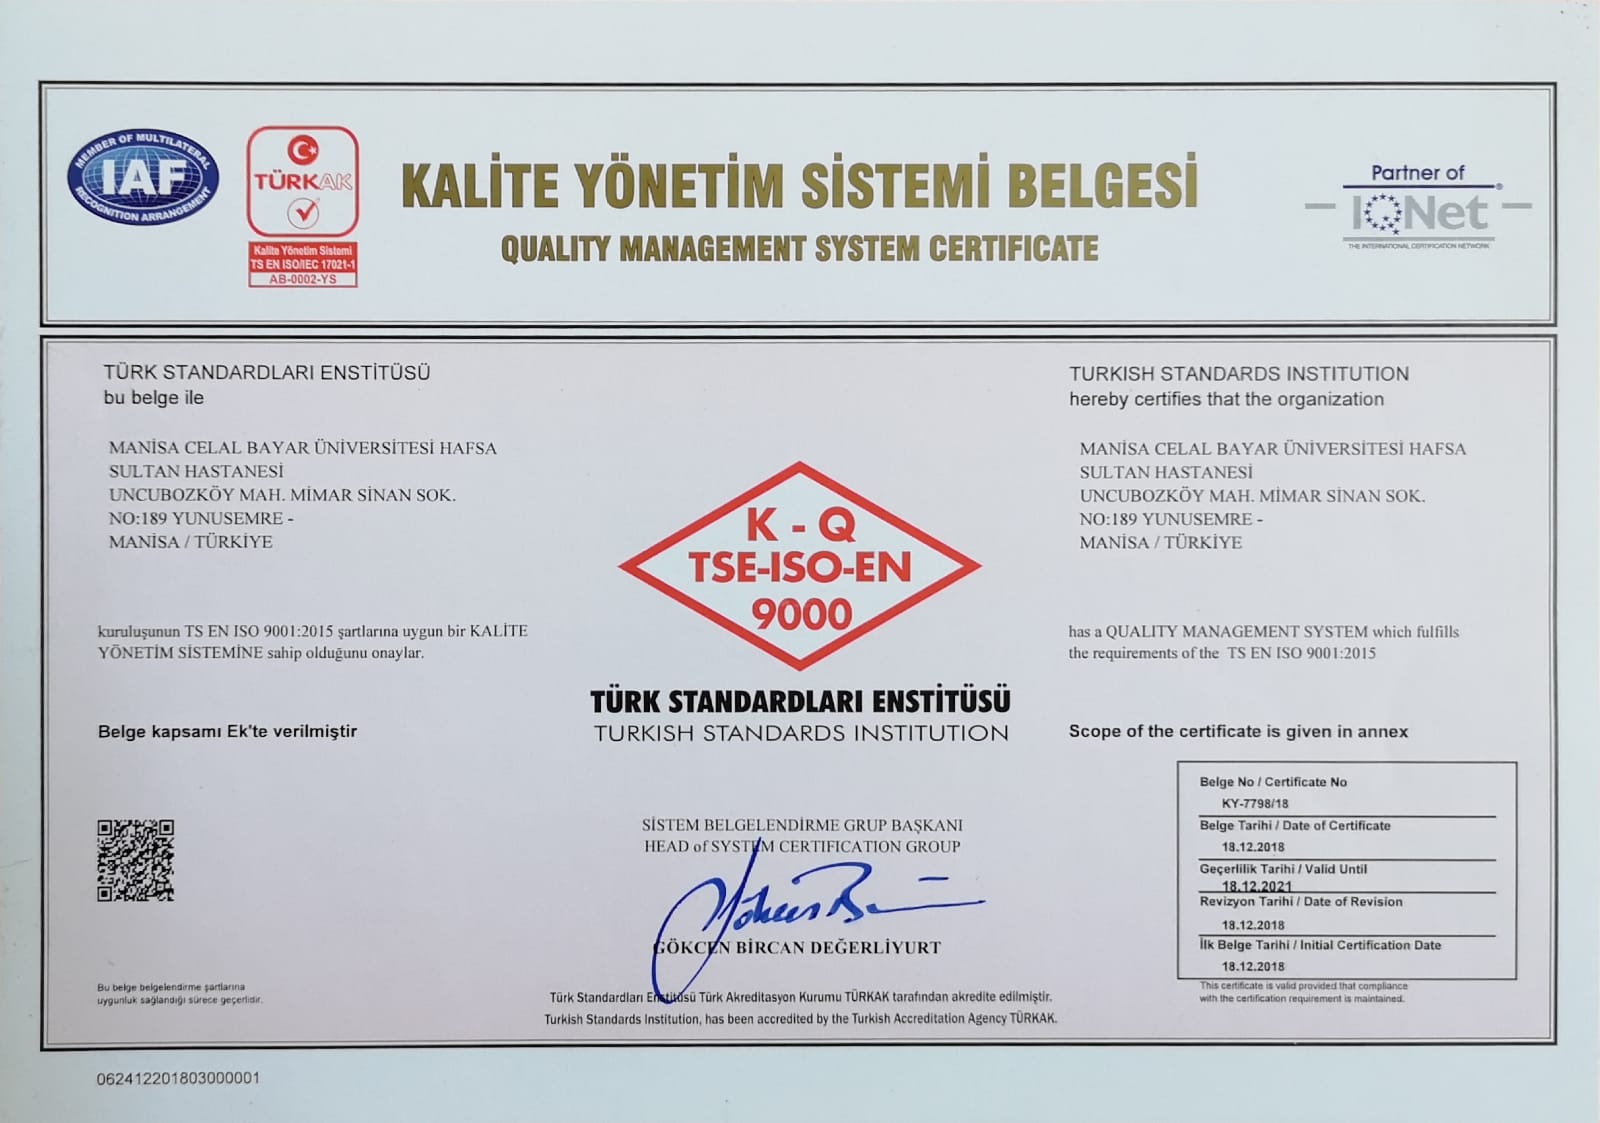 MEMBER OF MULTILATERAL
IAF
RECOGNITION ARRANGEMENT
TÜRKAK
Kalite Yönetim Sistemi
TS EN ISO/IEC 17021-1
AB-0002-YS
KALİTE YÖNETİM SİSTEMİ BELGESİ
QUALITY MANAGEMENT SYSTEM CERTIFICATE
Partner of
IQNet®
THE INTERNATIONAL CERTIFICATION NETWORK
TÜRK STANDARDLARI ENSTİTÜSÜ
bu belge ile
MANİSA CELAL BAYAR ÜNİVERSİTESİ HAFSA
SULTAN HASTANESİ
UNCUBOZKÖY MAH. MİMAR SİNAN SOK.
NO:189 YUNUSEMRE -
MANİSA / TÜRKİYE
kuruluşunun TS EN ISO 9001:2015 şartlarına uygun bir KALİTE
YÖNETİM SİSTEMİNE sahip olduğunu onaylar.
Belge kapsamı Ek'te verilmiştir
K - Q
TSE-ISO-EN
9000
TÜRK STANDARDLARI ENSTİTÜSÜ
TURKISH STANDARDS INSTITUTION
SİSTEM BELGELENDİRME GRUP BAŞKANI
HEAD of SYSTEM CERTIFICATION GROUP
GÖKCEN BİRCAN DEĞERLİYURT
TURKISH STANDARDS INSTITUTION
hereby certifies that the organization
MANİSA CELAL BAYAR ÜNİVERSİTESİ HAFSA
SULTAN HASTANESİ
UNCUBOZKÖY MAH. MİMAR SİNAN SOK.
NO:189 YUNUSEMRE -
MANİSA / TÜRKİYE
has a QUALITY MANAGEMENT SYSTEM which fulfills
the requirements of the TS EN ISO 9001:2015
Scope of the certificate is given in annex
Belge No / Certificate No
KY-7798/18
Belge Tarihi / Date of Certificate
18.12.2018
Geçerlilik Tarihi / Valid Until
18.12.2021
Revizyon Tarihi / Date of Revision
18.12.2018
İlk Belge Tarihi / Initial Certification Date
18.12.2018
This certificate is valid provided that compliance
with the certification requirement is maintained.
Bu belge belgelendirme şartlarına
uygunluk sağlandığı sürece geçerlidir.
Türk Standardları Enstitüsü Türk Akreditasyon Kurumu TÜRKAK tarafından akredite edilmiştir.
Turkish Standards Institution, has been accredited by the Turkish Accreditation Agency TÜRKAK.
062412201803000001